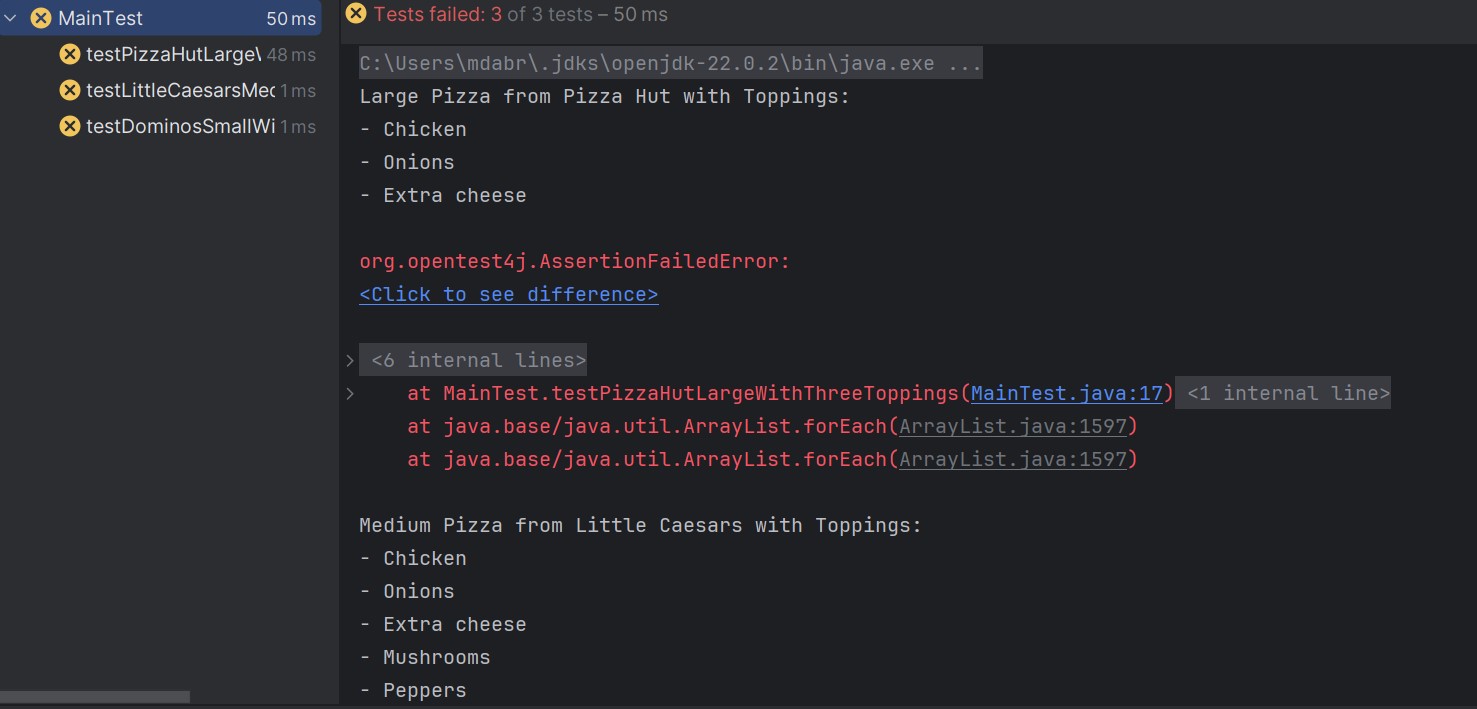 MainTest 50 ms
testPizzaHutLarge 48 ms
testLittleCaesarsMec 1 ms
testDominosSmallWi 1 ms
Tests failed: 3 of 3 tests – 50 ms
C:\Users\mdabr\.jdks\openjdk-22.0.2\bin\java.exe ...
Large Pizza from Pizza Hut with Toppings:
- Chicken
- Onions
- Extra cheese
org.opentest4j.AssertionFailedError:
<Click to see difference>
<6 internal lines>
at MainTest.testPizzaHutLargeWithThreeToppings(MainTest.java:17) <1 internal line>
at java.base/java.util.ArrayList.forEach(ArrayList.java:1597)
at java.base/java.util.ArrayList.forEach(ArrayList.java:1597)
Medium Pizza from Little Caesars with Toppings:
- Chicken
- Onions
- Extra cheese
- Mushrooms
- Peppers